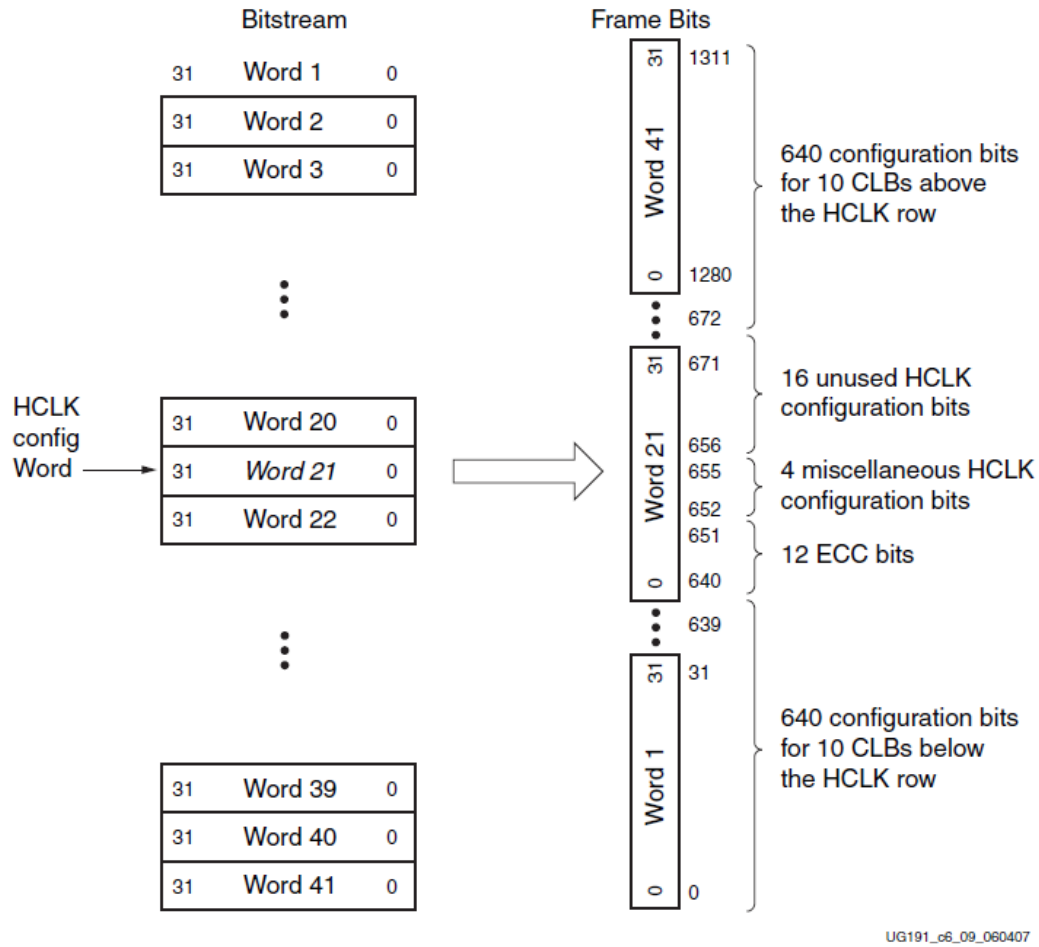 Bitstream
31 Word 1 0
31 Word 2 0
31 Word 3 0
HCLK
config
Word
31 Word 20 0
31 Word 21 0
31 Word 22 0
31 Word 39 0
31 Word 40 0
31 Word 41 0
Frame Bits
31 1311
Word 41
0 1280
672
640 configuration bits
for 10 CLBs above
the HCLK row
31 671
Word 21
656
16 unused HCLK
configuration bits
655
652
4 miscellaneous HCLK
configuration bits
651
0 640
12 ECC bits
639
31 31
Word 1
0 0
640 configuration bits
for 10 CLBs below
the HCLK row
UG191_c6_09_060407